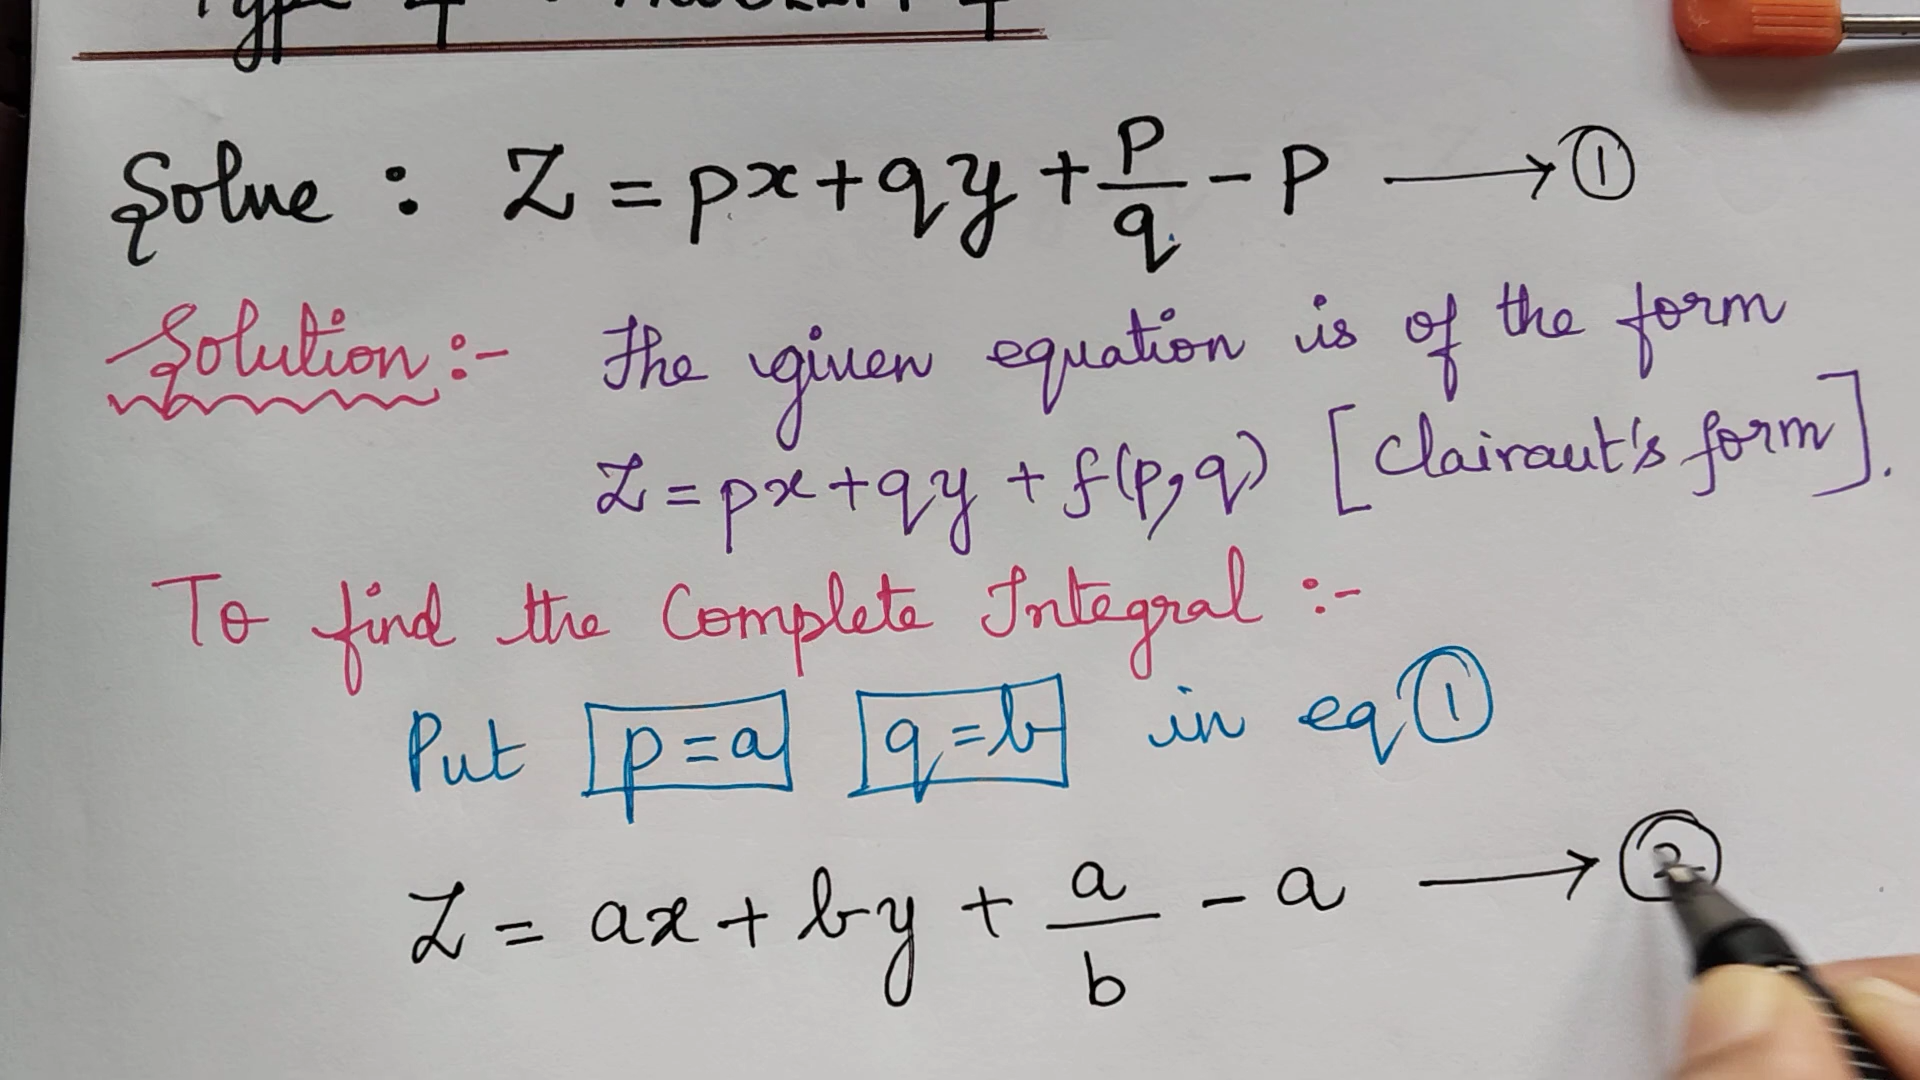 Solve : Z = px + qy + p/q - p ⟶ ①
Solution :- The given equation is of the form
Z = px + qy + f(p,q) [Clairaut's form].
To find the Complete Integral :-
Put p = a q = b in eq ①
Z = ax + by + a/b - a ⟶ ②